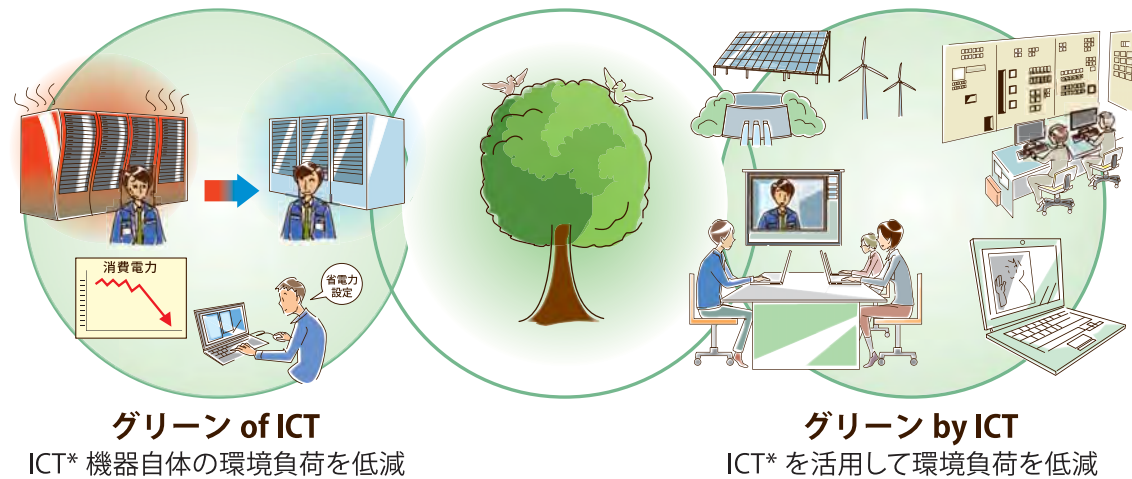 消費電力
省電力
設定
グリーン of ICT
ICT* 機器自体の環境負荷を低減
グリーン by ICT
ICT* を活用して環境負荷を低減